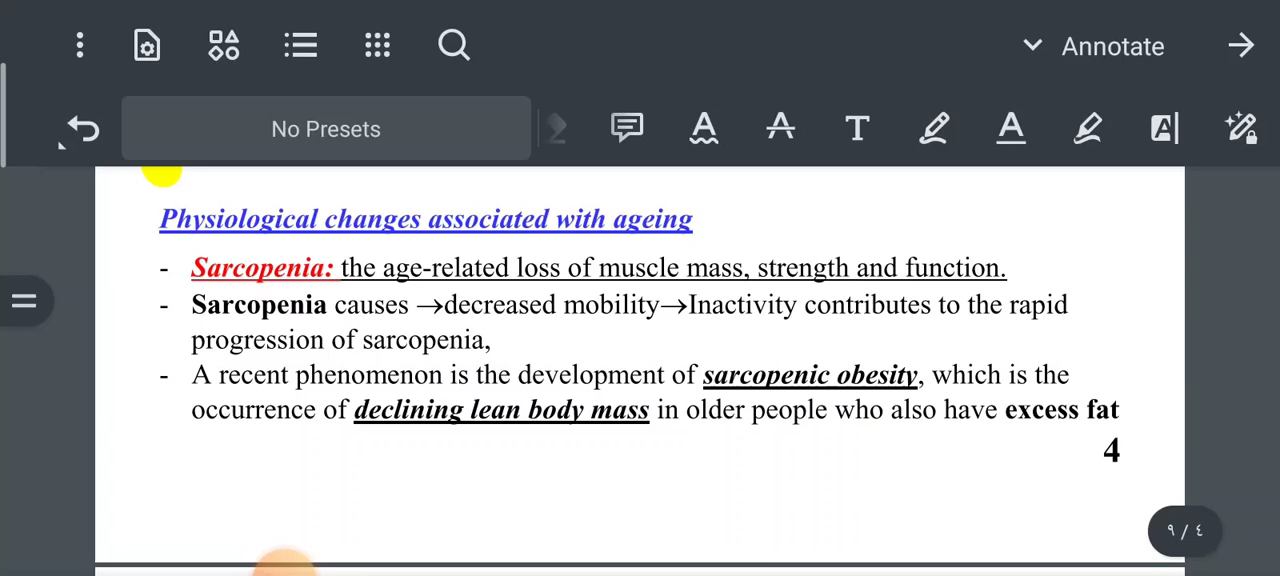 Annotate
No Presets
Physiological changes associated with ageing
- Sarcopenia: the age-related loss of muscle mass, strength and function.
- Sarcopenia causes →decreased mobility→Inactivity contributes to the rapid
progression of sarcopenia,
- A recent phenomenon is the development of sarcopenic obesity, which is the
occurrence of declining lean body mass in older people who also have excess fat
4
٩ / ٤